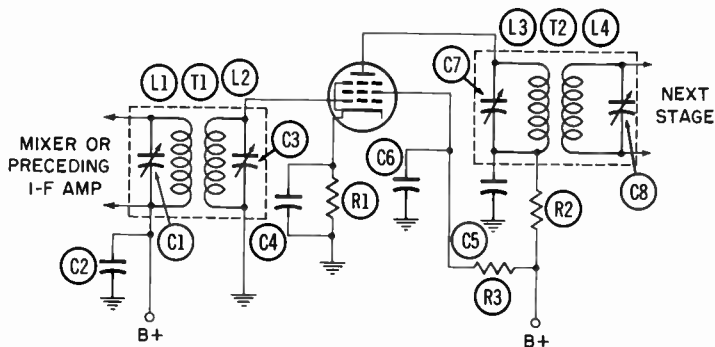 L3 T2 L4
C7
L1 T1 L2
MIXER OR
PRECEDING
I-F AMP
C3
C6
NEXT
STAGE
C8
R1
R2
C4
C5
C1
C2
R3
B+
B+